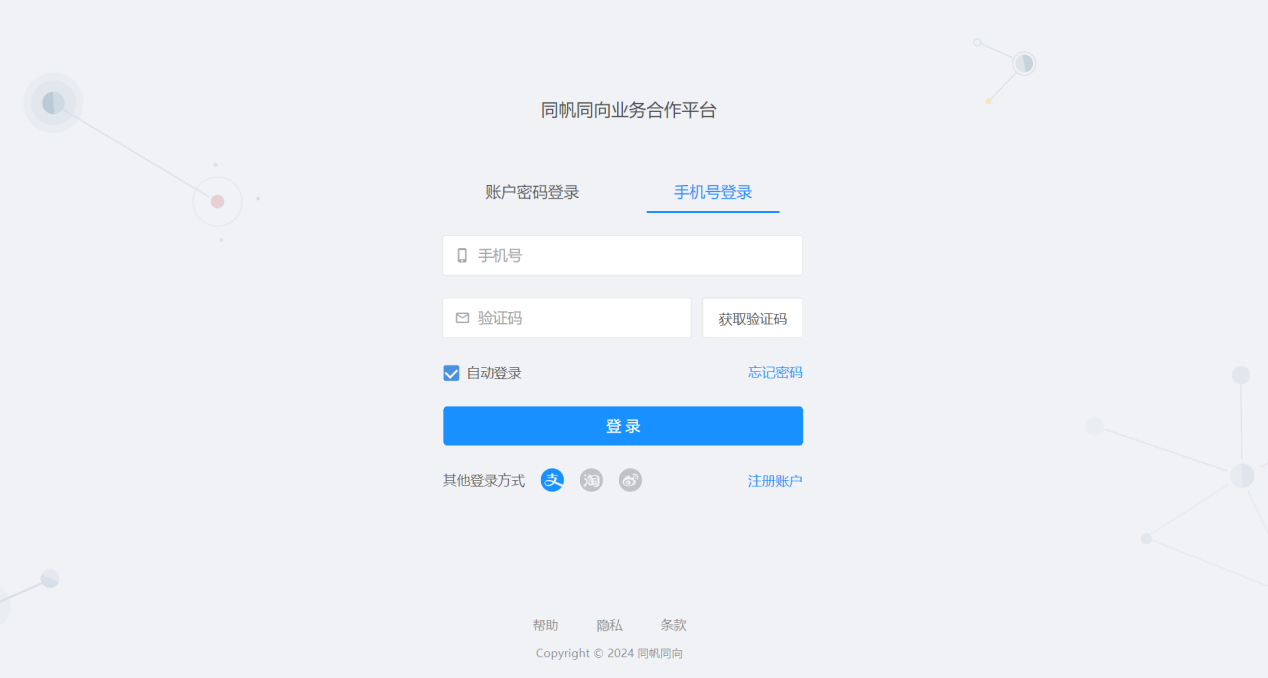 同帆同向业务合作平台
账户密码登录 手机号登录
手机号
验证码 获取验证码
自动登录 忘记密码
登 录
其他登录方式 支 淘 注册账户
帮助 隐私 条款
Copyright © 2024 同帆同向